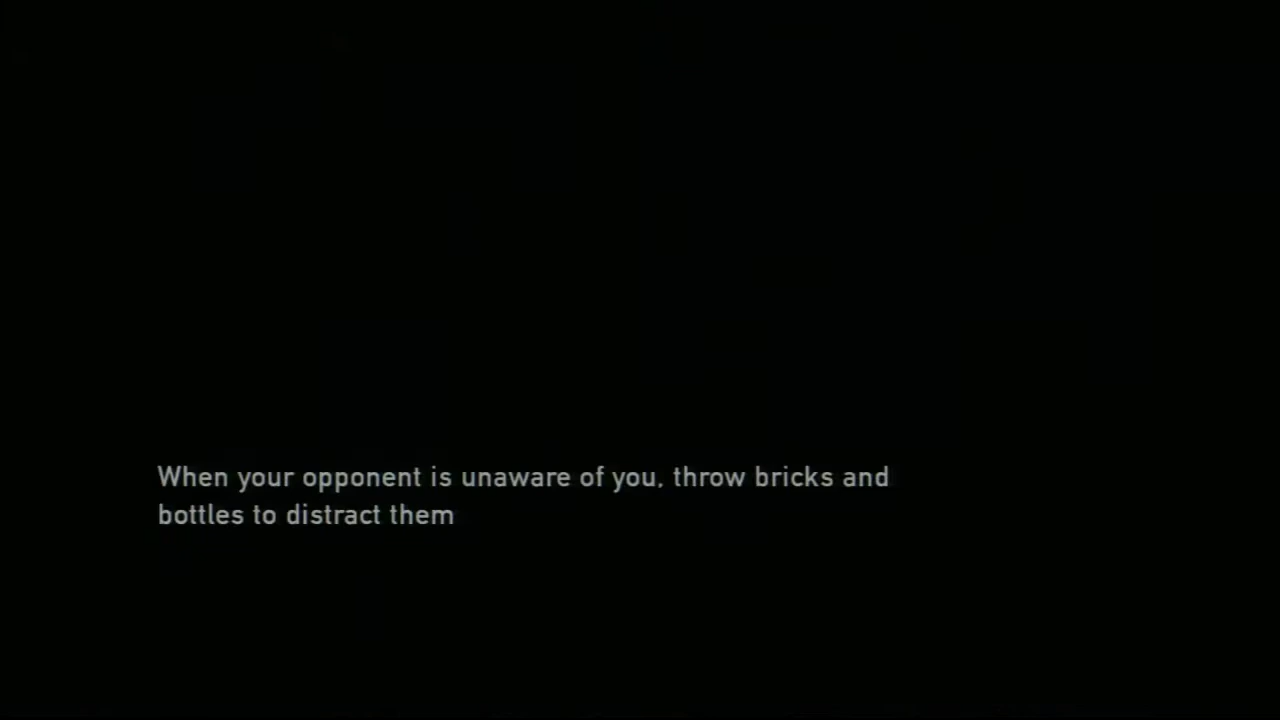 When your opponent is unaware of you, throw bricks and
bottles to distract them